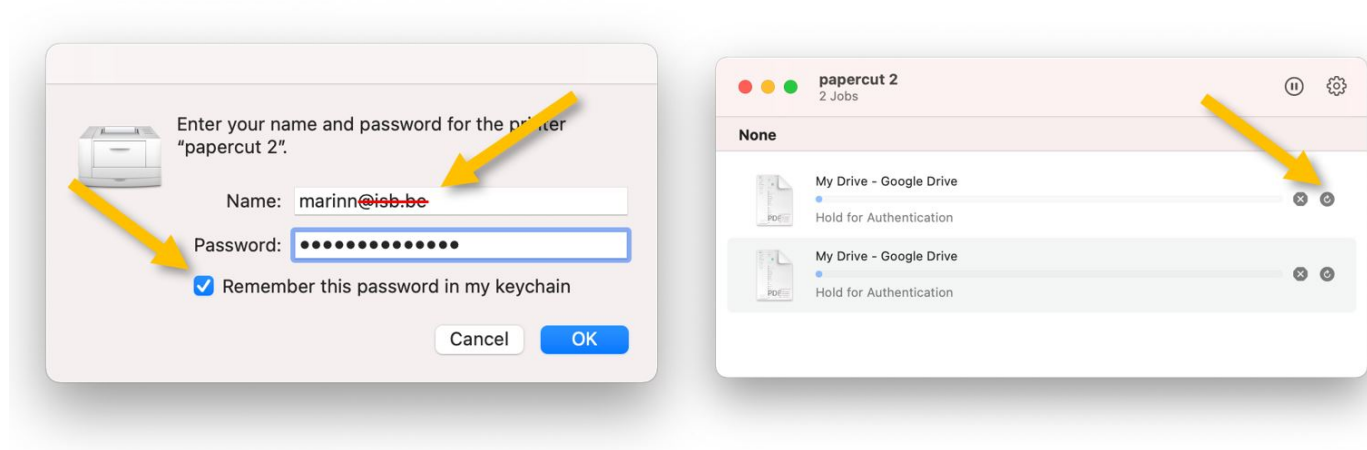 Enter your name and password for the printer
"papercut 2".
Name: marinn@isb.be
Password: ••••••••••••••
Remember this password in my keychain
Cancel OK
papercut 2
2 Jobs
None
My Drive - Google Drive
PDF
Hold for Authentication
My Drive - Google Drive
PDF
Hold for Authentication